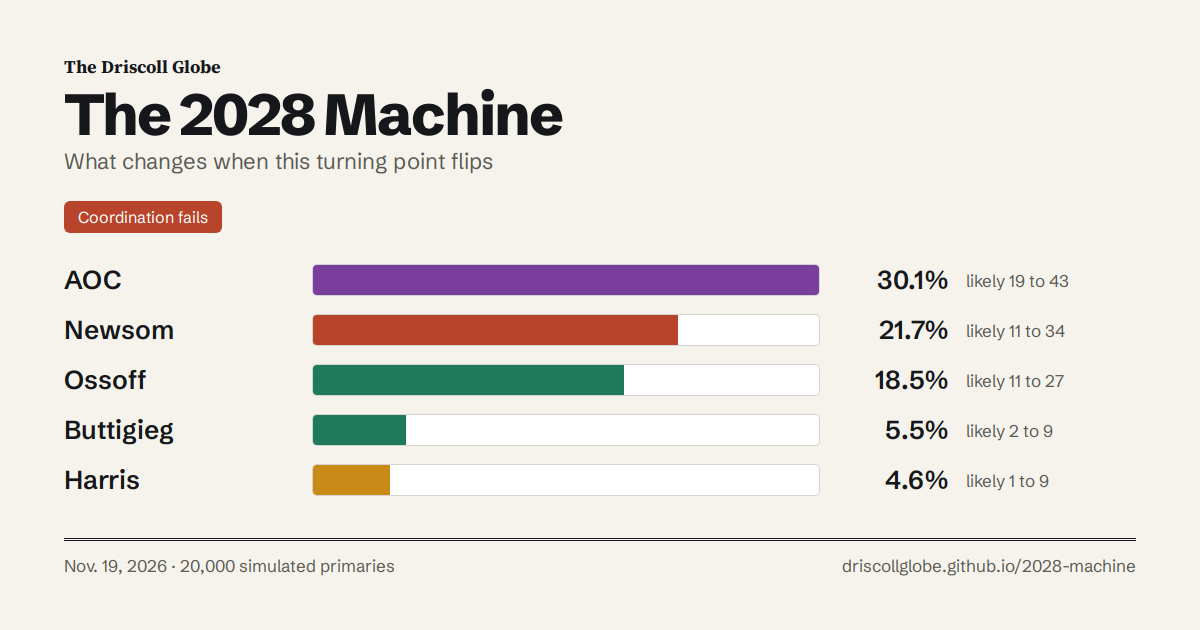 The Driscoll Globe
The 2028 Machine
What changes when this turning point flips
Coordination fails
AOC 30.1% likely 19 to 43
Newsom 21.7% likely 11 to 34
Ossoff 18.5% likely 11 to 27
Buttigieg 5.5% likely 2 to 9
Harris 4.6% likely 1 to 9
Nov. 19, 2026 · 20,000 simulated primaries driscollglobe.github.io/2028-machine